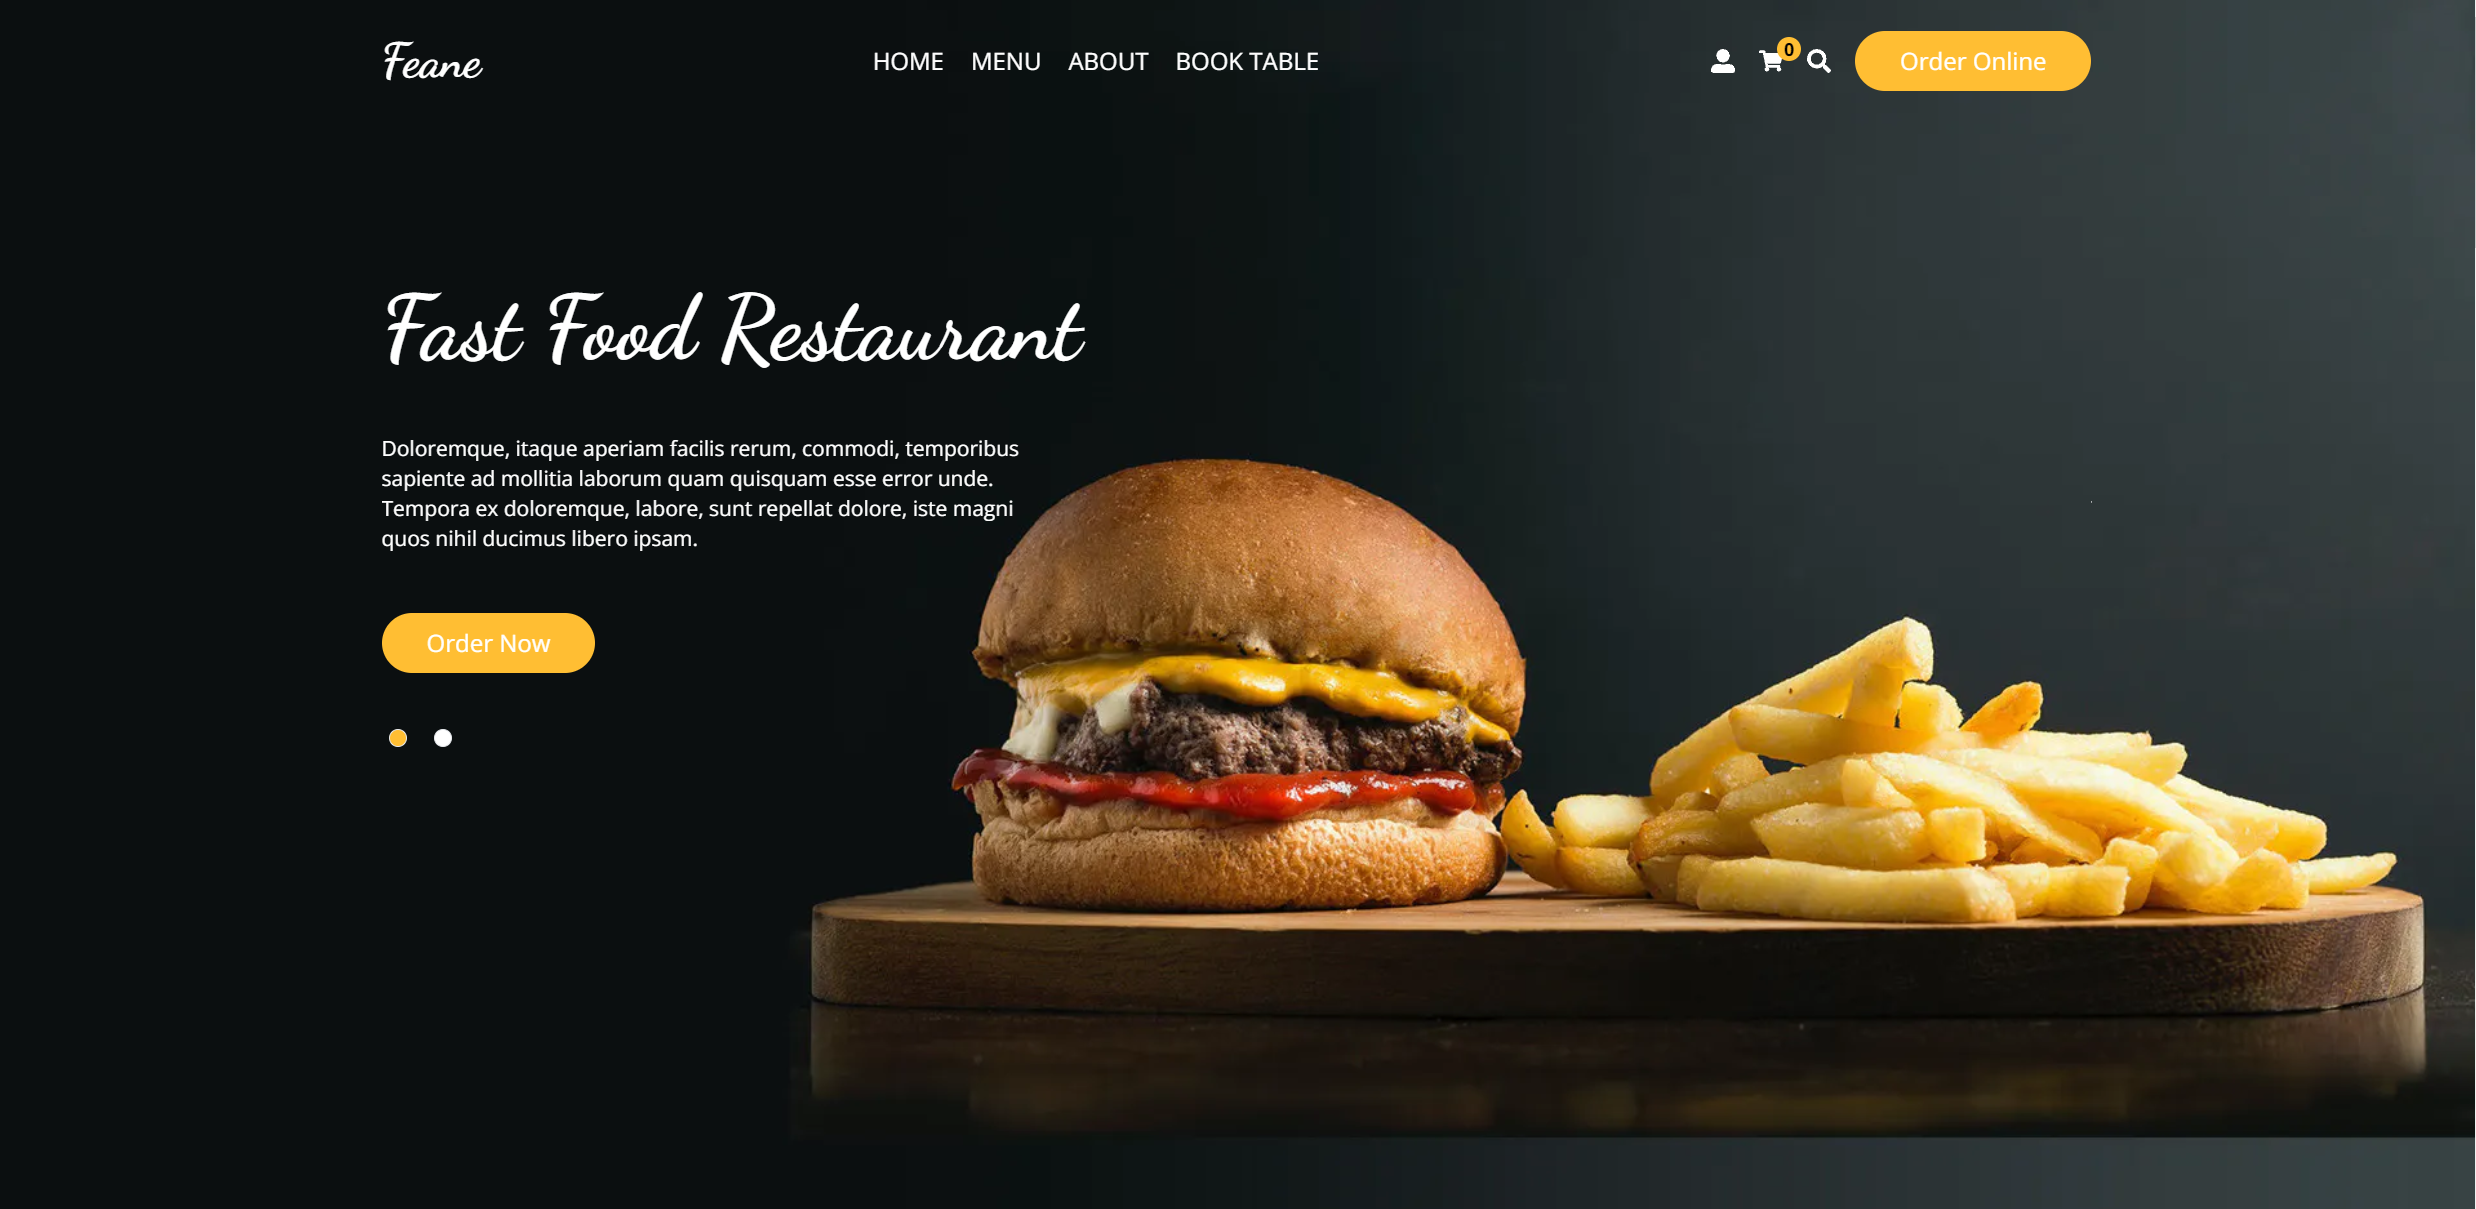 Feane
HOME MENU ABOUT BOOK TABLE
0
Order Online
Fast Food Restaurant
Doloremque, itaque aperiam facilis rerum, commodi, temporibus
sapiente ad mollitia laborum quam quisquam esse error unde.
Tempora ex doloremque, labore, sunt repellat dolore, iste magni
quos nihil ducimus libero ipsam.
Order Now